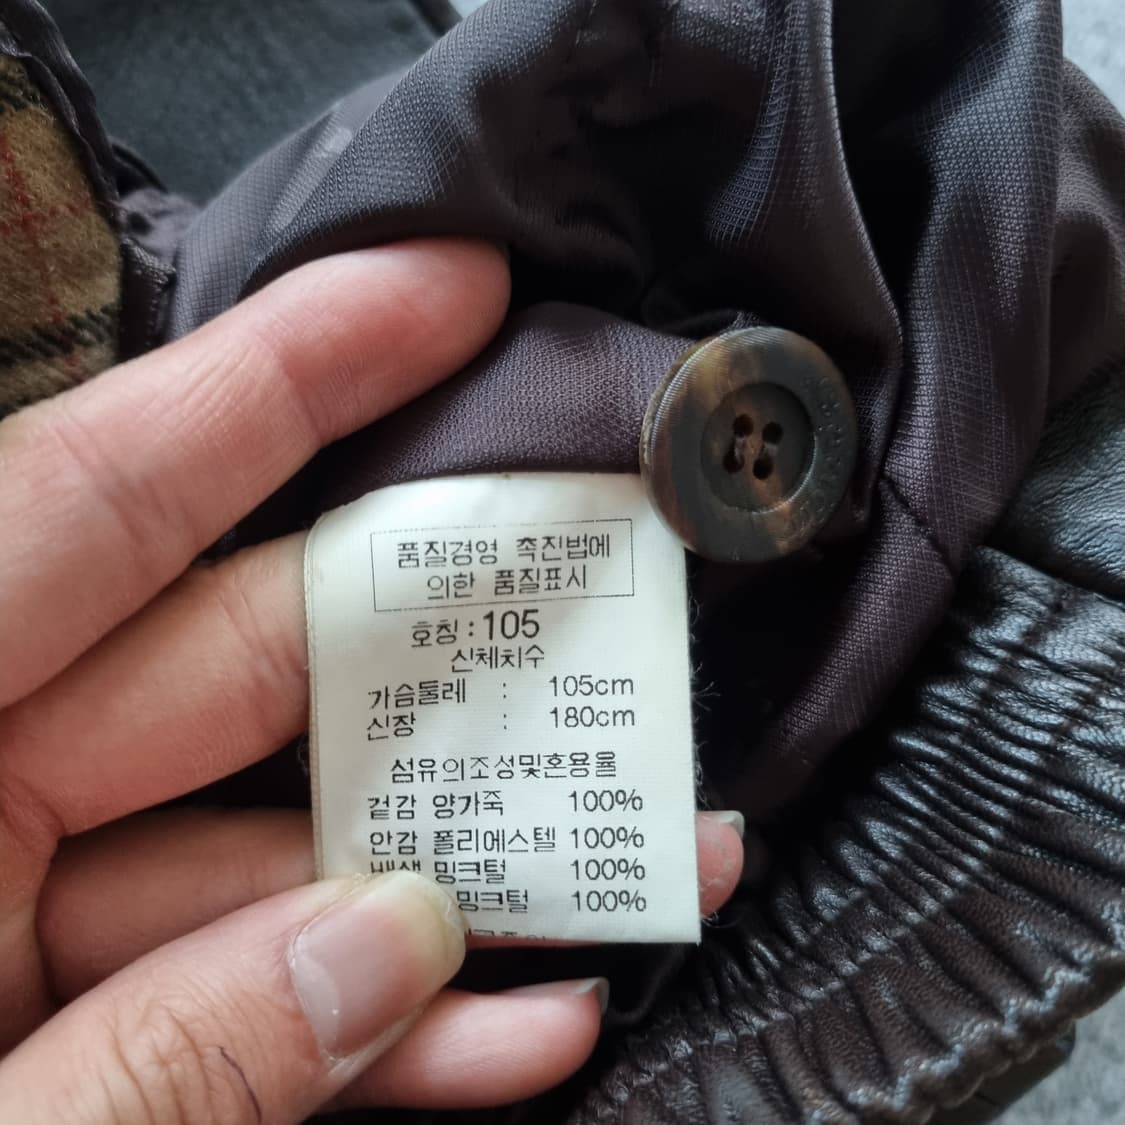 품질경영 촉진법에
의한 품질표시
호칭 : 105
신체치수
가슴둘레 : 105cm
신장 : 180cm
섬유의조성및혼용율
겉감 양가죽 100%
안감 폴리에스텔 100%
배색 밍크털 100%
밍크털 100%